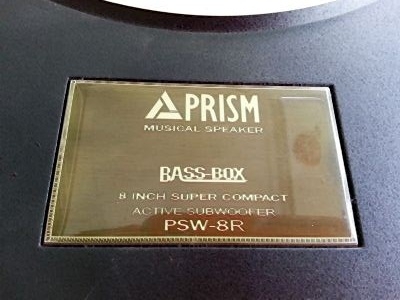 PRISM
MUSICAL SPEAKER
BASS-BOX
8 INCH SUPER COMPACT
ACTIVE SUBWOOFER
PSW-8R